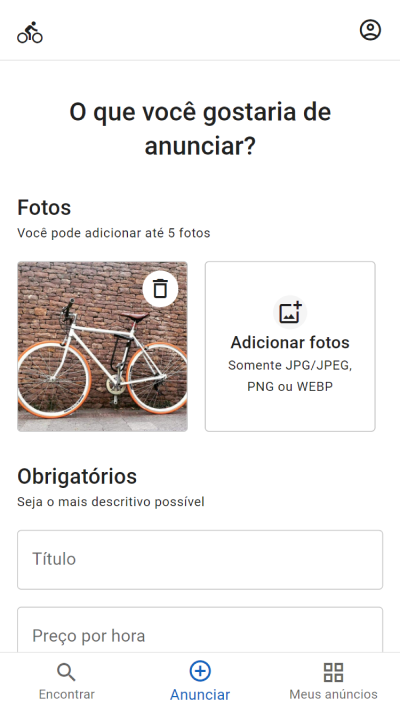 O que você gostaria de
anunciar?
Fotos
Você pode adicionar até 5 fotos
Adicionar fotos
Somente JPG/JPEG,
PNG ou WEBP
Obrigatórios
Seja o mais descritivo possível
Título
Preço por hora
Encontrar
Anunciar
Meus anúncios